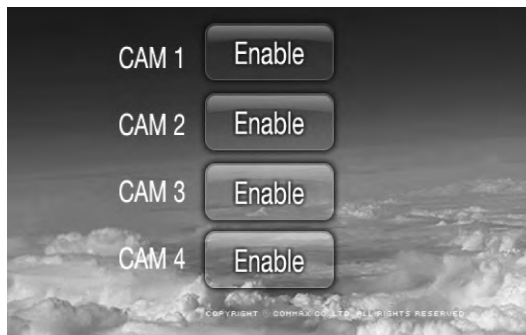 CAM 1 Enable
CAM 2 Enable
CAM 3 Enable
CAM 4 Enable
COPYRIGHT © COMMAX CO.LTD. ALL RIGHTS RESERVED